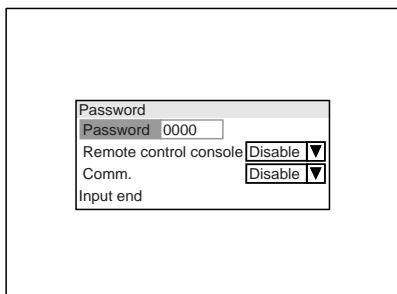 Password
Password 0000
Remote control console Disable ▼
Comm. Disable ▼
Input end